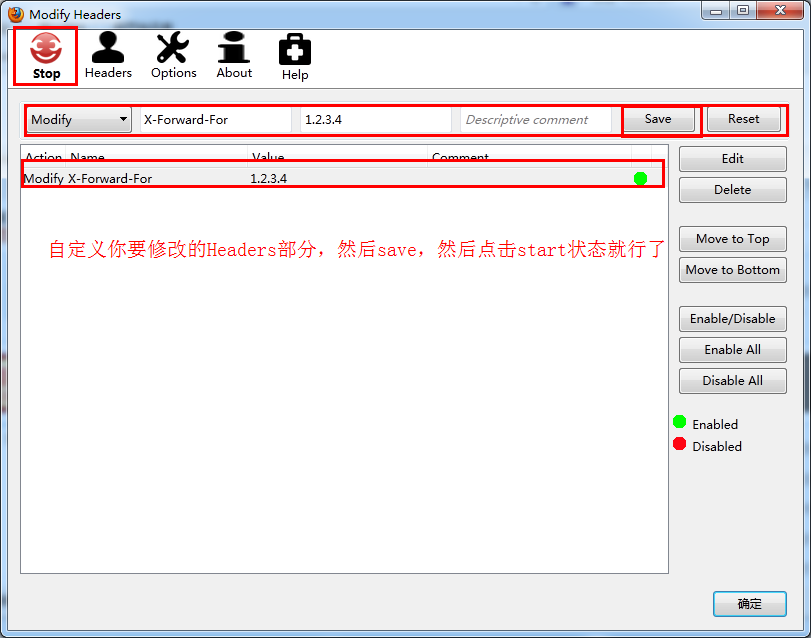 Modify Headers
Stop Headers Options About Help
Modify X-Forward-For 1.2.3.4 Descriptive comment Save Reset
Action Name Value Comment
Modify X-Forward-For 1.2.3.4
Edit
Delete
自定义你要修改的Headers部分，然后save，然后点击start状态就行了
Move to Top
Move to Bottom
Enable/Disable
Enable All
Disable All
Enabled
Disabled
确定